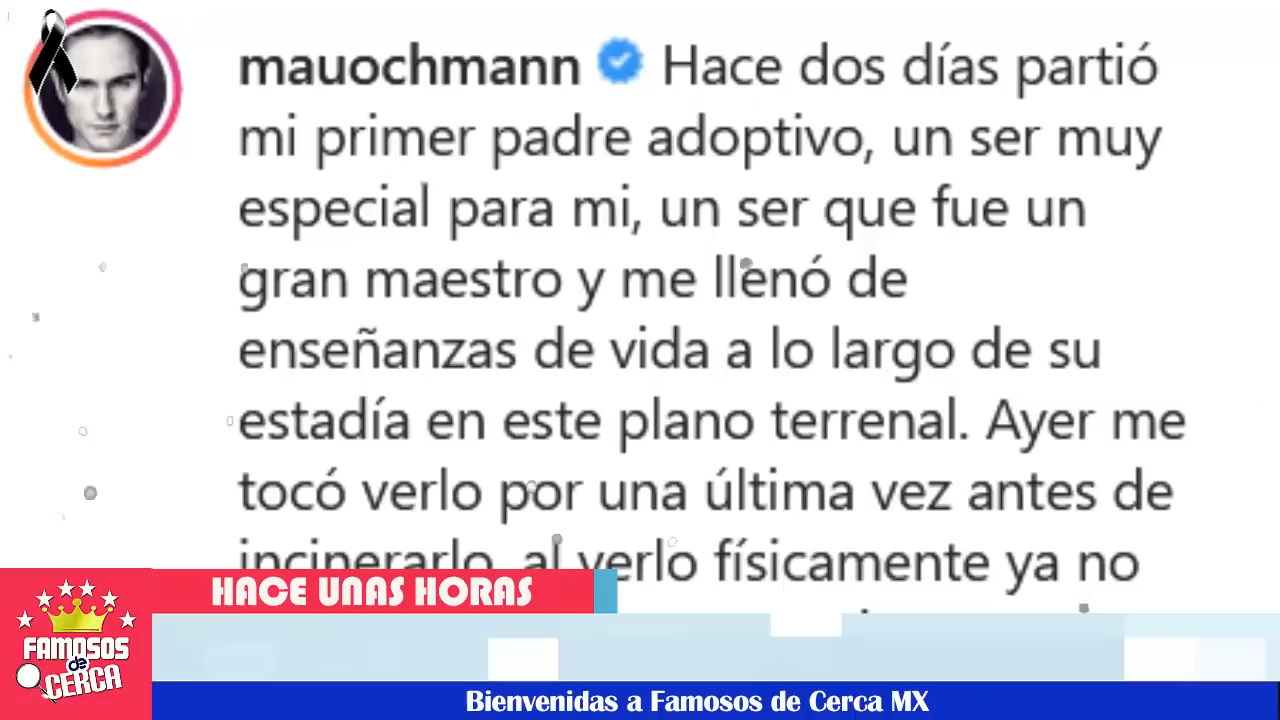 mauochmann Hace dos días partió
mi primer padre adoptivo, un ser muy
especial para mi, un ser que fue un
gran maestro y me llenó de
enseñanzas de vida a lo largo de su
estadía en este plano terrenal. Ayer me
tocó verlo por una última vez antes de
incinerarlo, al verlo físicamente ya no
HACE UNAS HORAS
FAMOSOS
de
CERCA
Bienvenidas a Famosos de Cerca MX